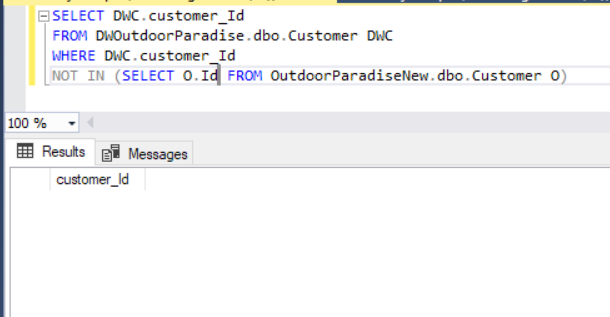 SELECT DWC.customer_Id
FROM DWOutdoorParadise.dbo.Customer DWC
WHERE DWC.customer_Id
NOT IN (SELECT O.Id FROM OutdoorParadiseNew.dbo.Customer O)
100 %
Results Messages
customer_Id